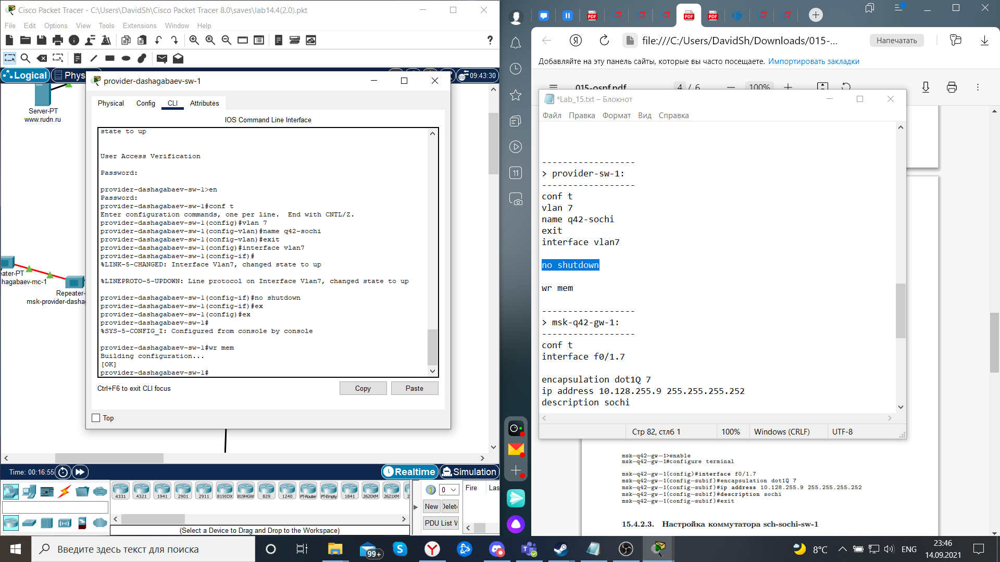 Cisco Packet Tracer - C:\Users\DavidSh\Cisco Packet Tracer 8.0\saves\lab14.4(2.0).pkt
File Edit Options View Tools Extensions Window Help
Logical
Phys
09:43:30
Server-PT
www.rudn.ru
eater-PT
hagabaev-mc-1
Repeater-
msk-provider-dasha
provider-dashagabaev-sw-1
Physical Config CLI Attributes
IOS Command Line Interface
state to up
User Access Verification
Password:
provider-dashagabaev-sw-1>en
Password:
provider-dashagabaev-sw-1#conf t
Enter configuration commands, one per line.  End with CNTL/Z.
provider-dashagabaev-sw-1(config)#vlan 7
provider-dashagabaev-sw-1(config-vlan)#name q42-sochi
provider-dashagabaev-sw-1(config-vlan)#exit
provider-dashagabaev-sw-1(config)#interface vlan7
provider-dashagabaev-sw-1(config-if)#
%LINK-5-CHANGED: Interface Vlan7, changed state to up
%LINEPROTO-5-UPDOWN: Line protocol on Interface Vlan7, changed state to up
provider-dashagabaev-sw-1(config-if)#no shutdown
provider-dashagabaev-sw-1(config-if)#ex
provider-dashagabaev-sw-1(config)#ex
provider-dashagabaev-sw-1#
%SYS-5-CONFIG_I: Configured from console by console
provider-dashagabaev-sw-1#wr mem
Building configuration...
[OK]
provider-dashagabaev-sw-1#
Ctrl+F6 to exit CLI focus
Copy
Paste
Top
Time: 00:16:55
Realtime
Simulation
4331 4321 1941 2901 2911 819IOX 819HGW 829 1240 PT-Router PT-Empty 1841 2620XM 2621XM
(Select a Device to Drag and Drop to the Workspace)
0
New
PDU List W
Fire Las
file:///C:/Users/DavidSh/Downloads/015-...
Напечатать
Добавляйте на эту панель сайты, которые вы часто посещаете. Импортировать закладки
015-ospf.pdf
4 / 6
100%
11
*Lab_15.txt – Блокнот
Файл Правка Формат Вид Справка
------------------
> provider-sw-1:
------------------
conf t
vlan 7
name q42-sochi
exit
interface vlan7
no shutdown
wr mem
------------------
> msk-q42-gw-1:
------------------
conf t
interface f0/1.7
encapsulation dot1Q 7
ip address 10.128.255.9 255.255.255.252
description sochi
Стр 82, стлб 1
100%
Windows (CRLF)
UTF-8
msk-q42-gw-1>enable
msk-q42-gw-1#configure terminal
msk-q42-gw-1(config)#interface f0/1.7
msk-q42-gw-1(config-subif)#encapsulation dot1Q 7
msk-q42-gw-1(config-subif)#ip address 10.128.255.9 255.255.255.252
msk-q42-gw-1(config-subif)#description sochi
msk-q42-gw-1(config-subif)#exit
15.4.2.3. Настройка коммутатора sch-sochi-sw-1
Введите здесь текст для поиска
99+
8°C
ENG
23:46
14.09.2021